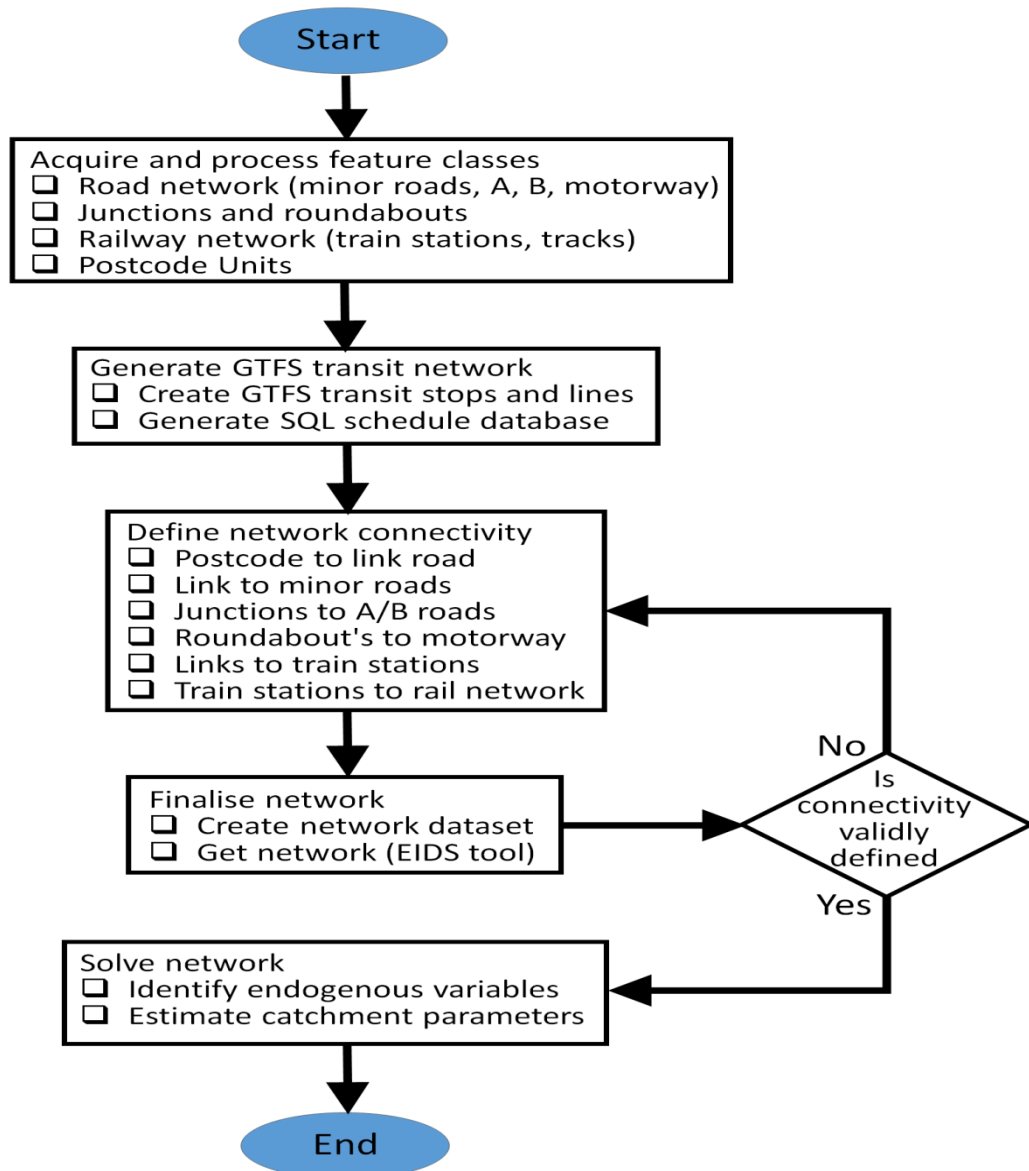 Start
Acquire and process feature classes
Road network (minor roads, A, B, motorway)
Junctions and roundabouts
Railway network (train stations, tracks)
Postcode Units
Generate GTFS transit network
Create GTFS transit stops and lines
Generate SQL schedule database
Define network connectivity
Postcode to link road
Link to minor roads
Junctions to A/B roads
Roundabout's to motorway
Links to train stations
Train stations to rail network
Finalise network
Create network dataset
Get network (EIDS tool)
No
Is
connectivity
validly
defined
Yes
Solve network
Identify endogenous variables
Estimate catchment parameters
End